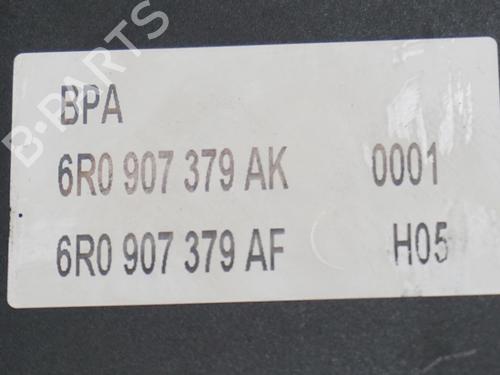 B-PARTS
BPA
6R0 907 379 AK 0001
6R0 907 379 AF H05